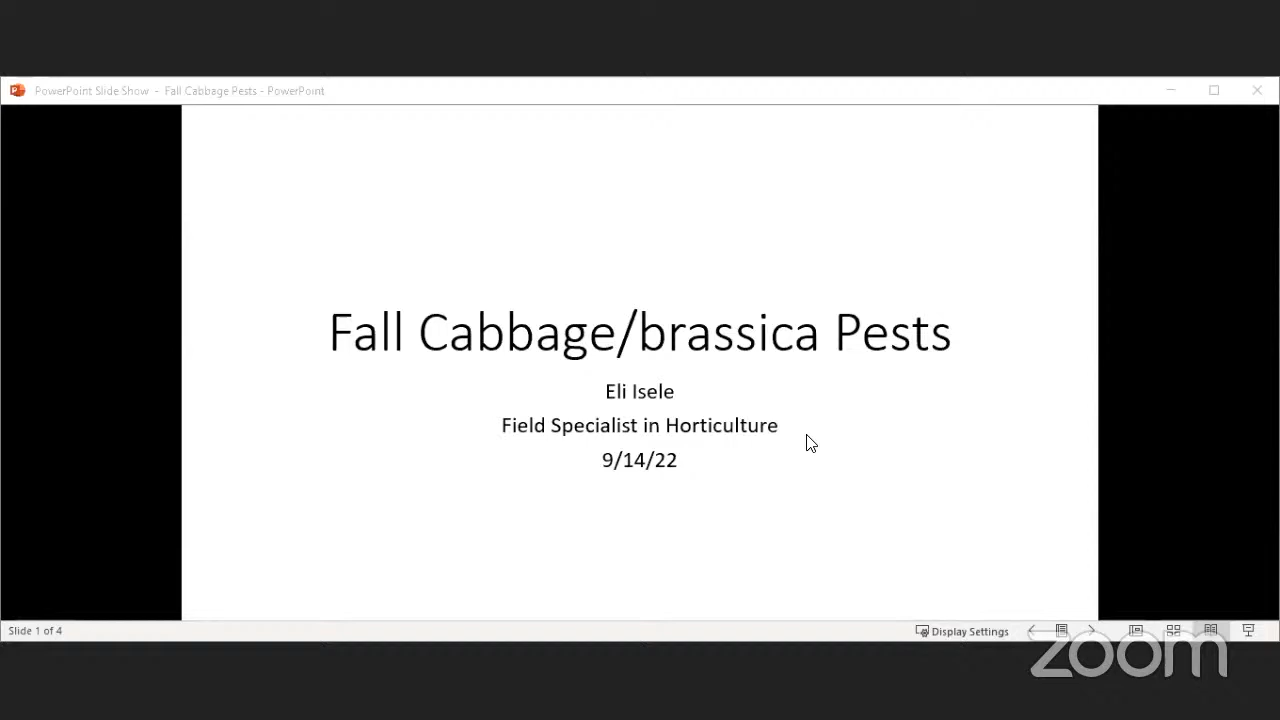 PowerPoint Slide Show - Fall Cabbage Pests - PowerPoint
Fall Cabbage/brassica Pests
Eli Isele
Field Specialist in Horticulture
9/14/22
Slide 1 of 4
Display Settings
zoom